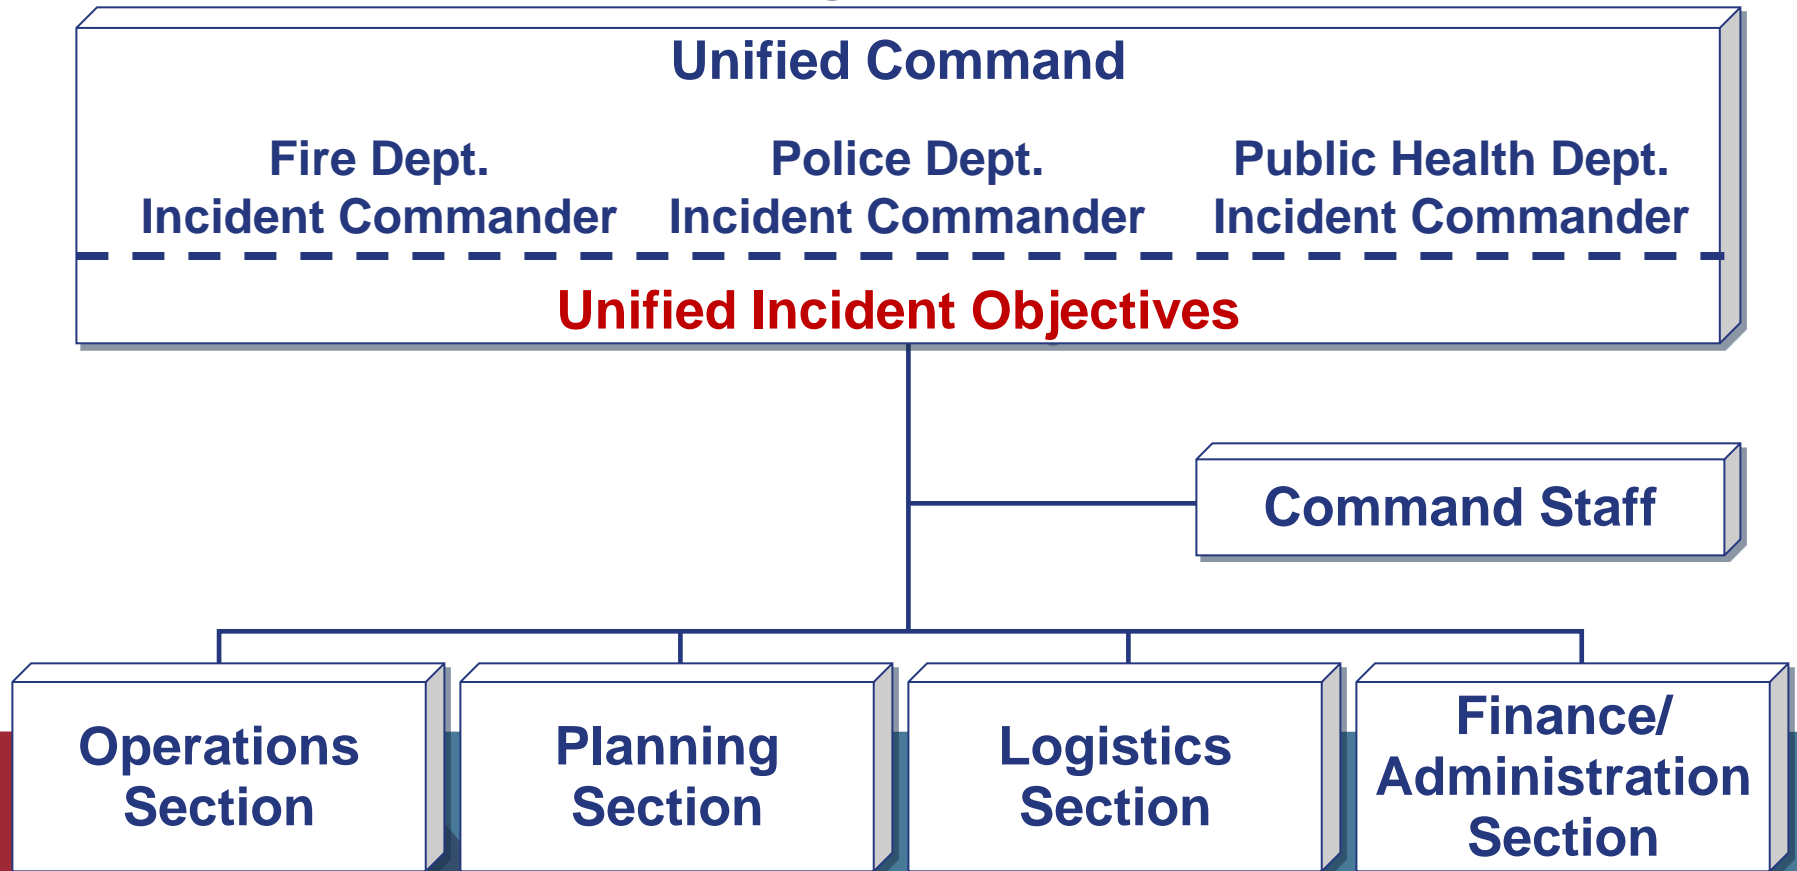 Unified Command
Fire Dept.
Incident Commander
Police Dept.
Incident Commander
Public Health Dept.
Incident Commander
Unified Incident Objectives
Command Staff
Operations
Section
Planning
Section
Logistics
Section
Finance/
Administration
Section